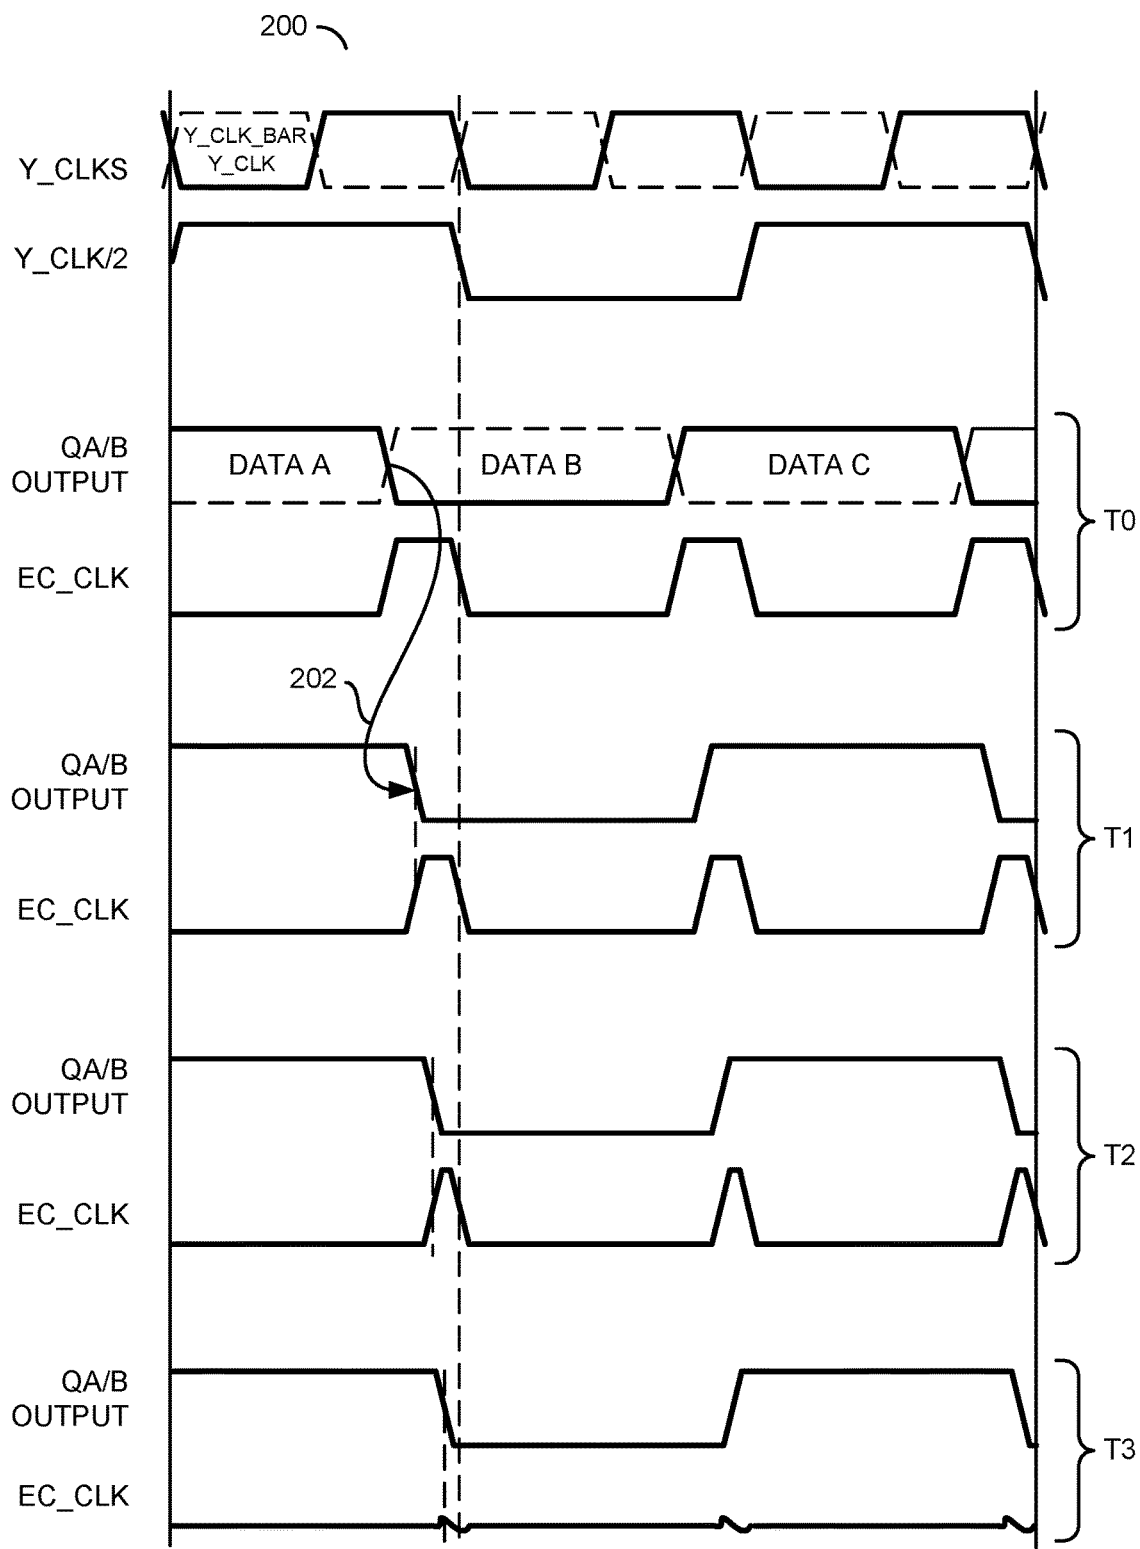 200
Y_CLKS
Y_CLK_BAR
Y_CLK
Y_CLK/2
QA/B
OUTPUT
DATA A
DATA B
DATA C
EC_CLK
T0
202
QA/B
OUTPUT
EC_CLK
T1
QA/B
OUTPUT
EC_CLK
T2
QA/B
OUTPUT
EC_CLK
T3